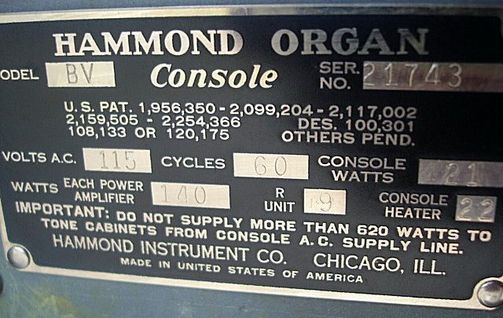 HAMMOND ORGAN
ODEL BV Console SER. NO. 21743
U.S. PAT. 1,956,350 - 2,099,204 - 2,117,002
2,159,505 - 2,254,366 DES. 100,301
108,133 OR 120,175 OTHERS PEND.
VOLTS A.C. 115 CYCLES 60 CONSOLE WATTS 21
WATTS EACH POWER AMPLIFIER 140 R UNIT 9 CONSOLE HEATER 22
IMPORTANT: DO NOT SUPPLY MORE THAN 620 WATTS TO
TONE CABINETS FROM CONSOLE A.C. SUPPLY LINE.
HAMMOND INSTRUMENT CO. CHICAGO, ILL.
MADE IN UNITED STATES OF AMERICA